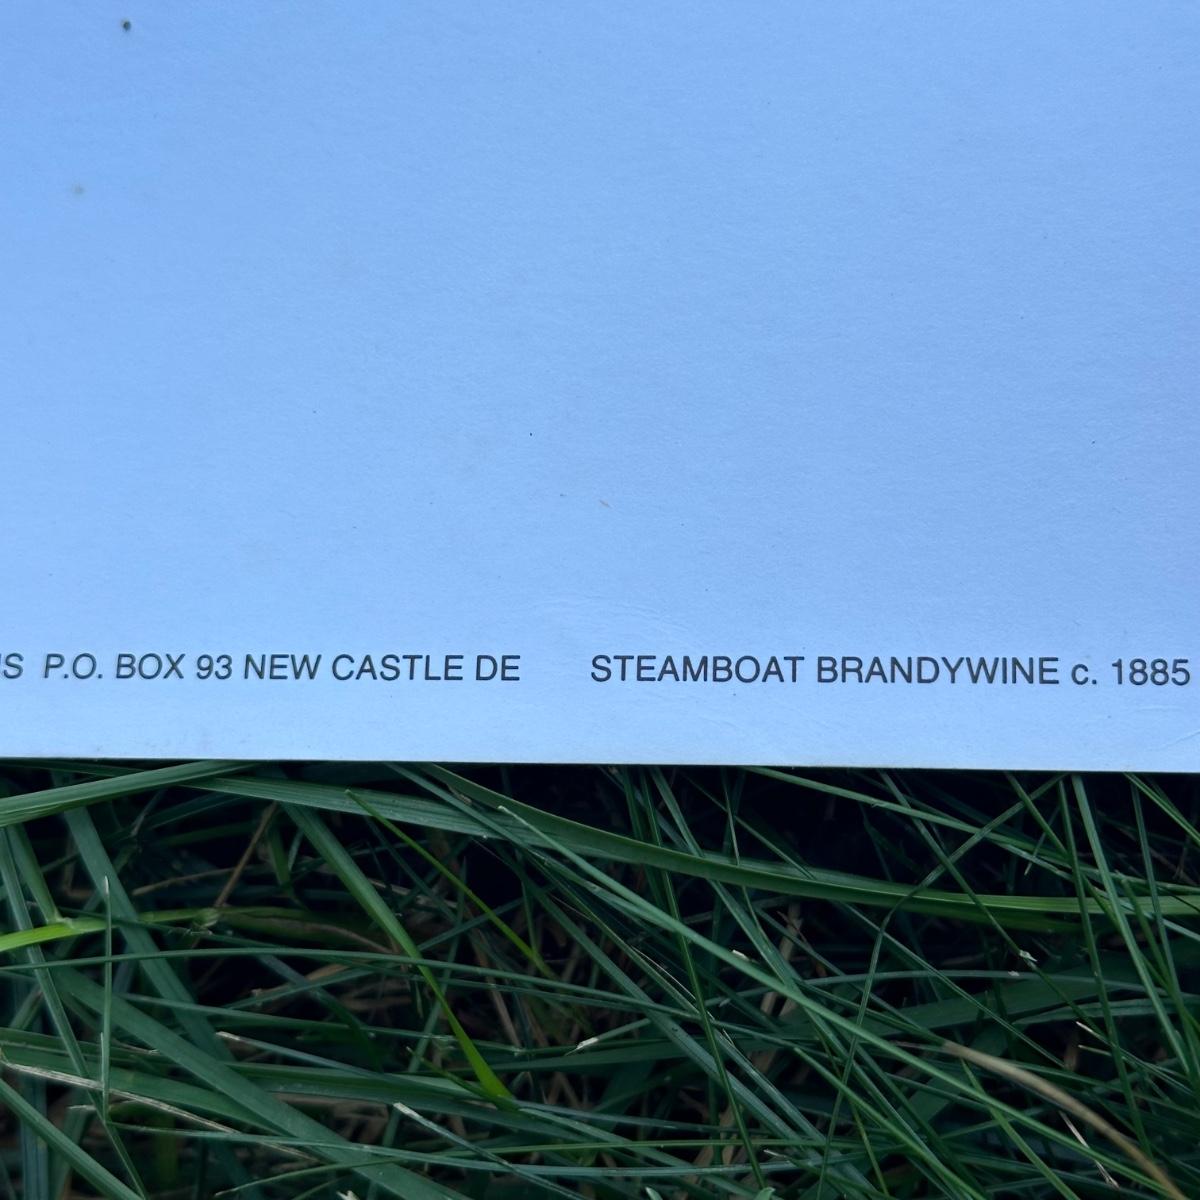 P.O. BOX 93 NEW CASTLE DE STEAMBOAT BRANDYWINE c. 1885